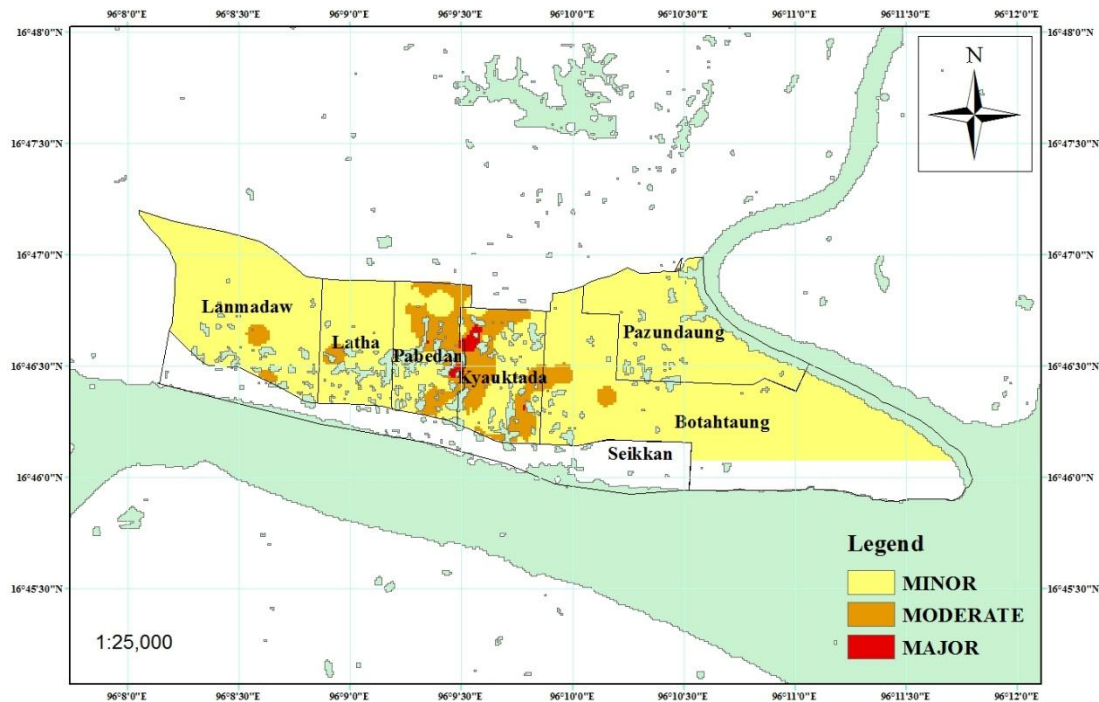 96°8'0"E 96°8'30"E 96°9'0"E 96°9'30"E 96°10'0"E 96°10'30"E 96°11'0"E 96°11'30"E 96°12'0"E
16°48'0"N 16°48'0"N
N
16°47'30"N 16°47'30"N
16°47'0"N 16°47'0"N
Lanmadaw
Pazundaung
Latha
Pabedan
16°46'30"N 16°46'30"N
Kyauktada
Botahtaung
Seikkan
16°46'0"N 16°46'0"N
Legend
MINOR
16°45'30"N 16°45'30"N
MODERATE
1:25,000
MAJOR
96°8'0"E 96°8'30"E 96°9'0"E 96°9'30"E 96°10'0"E 96°10'30"E 96°11'0"E 96°11'30"E 96°12'0"E